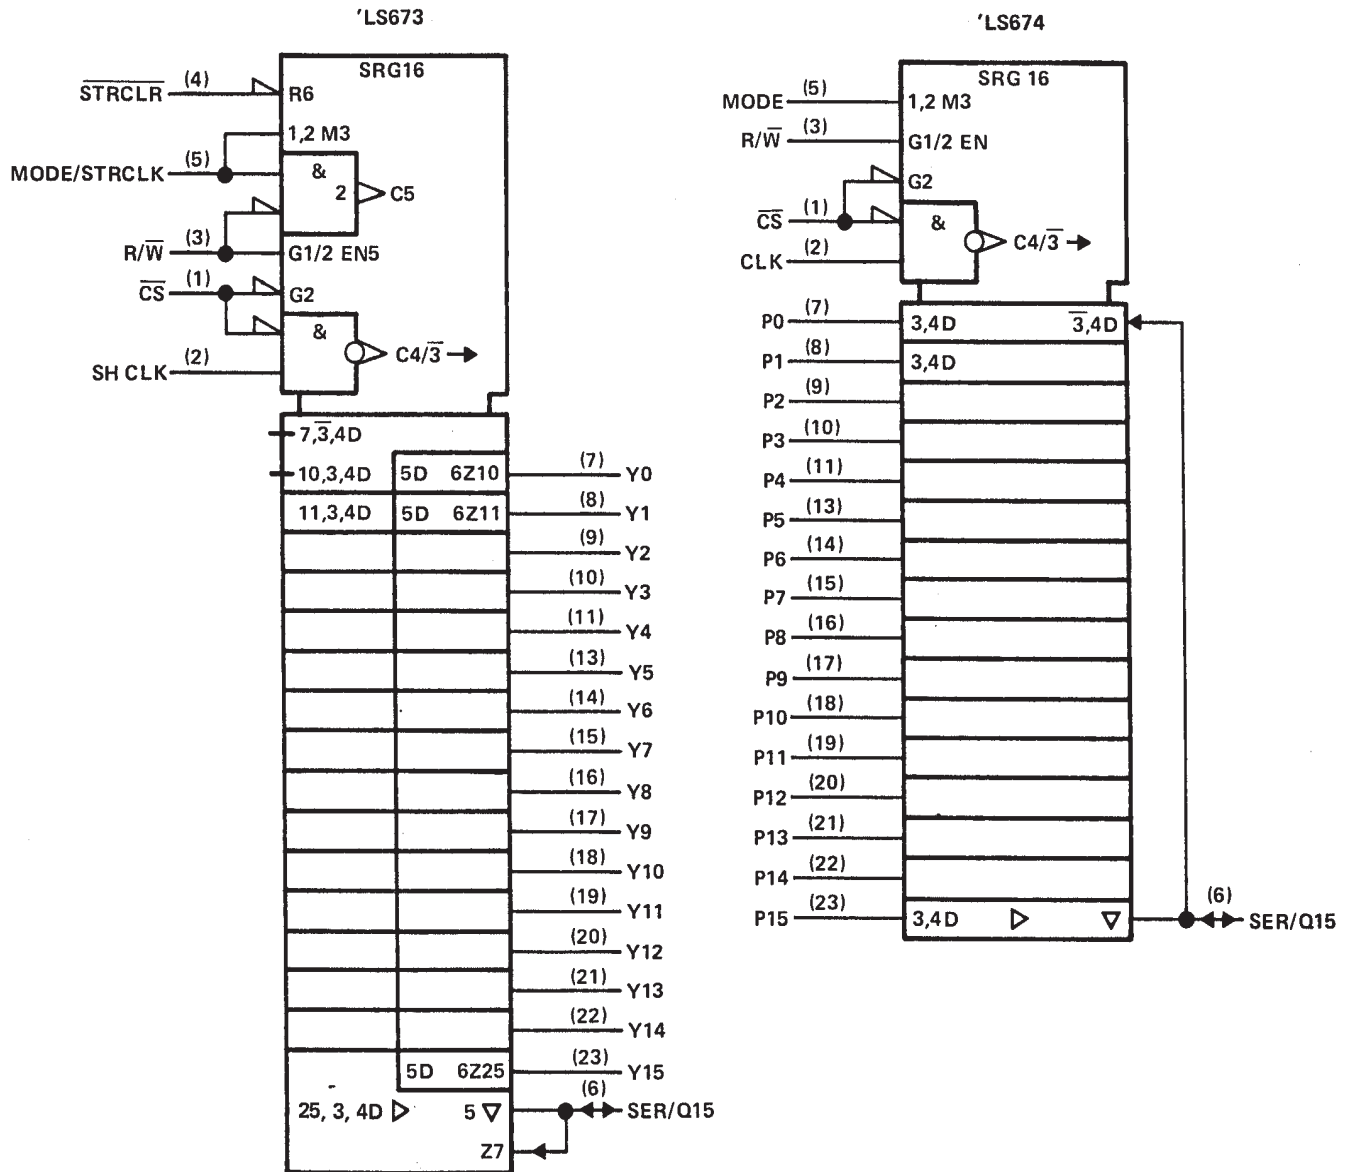 'LS673
SRG16
S̅T̅R̅C̅L̅R̅ (4) R6
1,2 M3
MODE/STRCLK (5) & 2 C5
R/W̅ (3) G1/2 EN5
C̅S̅ (1) G2
& C4/3̅
SH CLK (2)
7,3̅,4D
10,3,4D 5D 6Z10 (7) Y0
11,3,4D 5D 6Z11 (8) Y1
(9) Y2
(10) Y3
(11) Y4
(13) Y5
(14) Y6
(15) Y7
(16) Y8
(17) Y9
(18) Y10
(19) Y11
(20) Y12
(21) Y13
(22) Y14
5D 6Z25 (23) Y15
25, 3, 4D 5 (6) SER/Q15
Z7
'LS674
SRG 16
MODE (5) 1,2 M3
R/W̅ (3) G1/2 EN
G2
C̅S̅ (1) &
C4/3̅
CLK (2)
P0 (7) 3,4D 3̅,4D
P1 (8) 3,4D
P2 (9)
P3 (10)
P4 (11)
P5 (13)
P6 (14)
P7 (15)
P8 (16)
P9 (17)
P10 (18)
P11 (19)
P12 (20)
P13 (21)
P14 (22)
P15 (23) 3,4D (6) SER/Q15